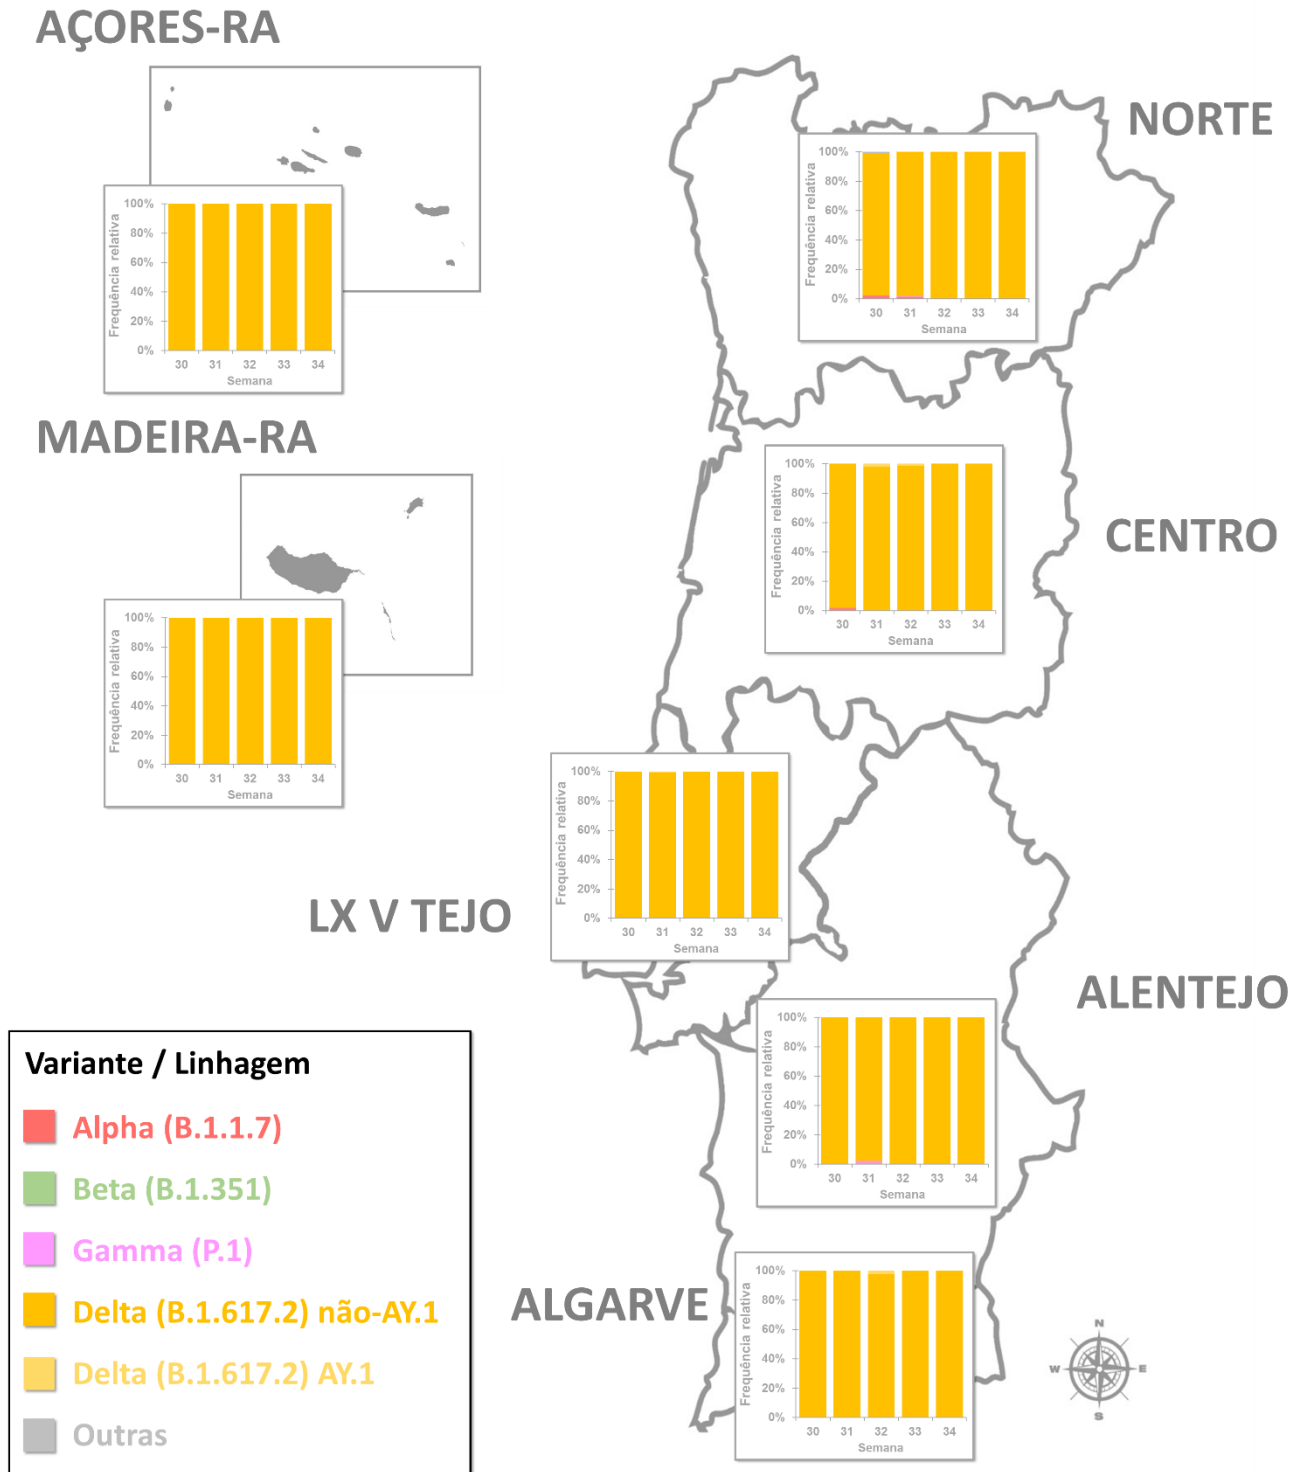 AÇORES-RA
Frequência relativa
100%
80%
60%
40%
20%
0%
30 31 32 33 34
Semana
MADEIRA-RA
Frequência relativa
100%
80%
60%
40%
20%
0%
30 31 32 33 34
Semana
NORTE
Frequência relativa
100%
80%
60%
40%
20%
0%
30 31 32 33 34
Semana
CENTRO
Frequência relativa
100%
80%
60%
40%
20%
0%
30 31 32 33 34
Semana
LX V TEJO
Frequência relativa
100%
80%
60%
40%
20%
0%
30 31 32 33 34
Semana
ALENTEJO
Frequência relativa
100%
80%
60%
40%
20%
0%
30 31 32 33 34
Semana
ALGARVE
Frequência relativa
100%
80%
60%
40%
20%
0%
30 31 32 33 34
Semana
Variante / Linhagem
Alpha (B.1.1.7)
Beta (B.1.351)
Gamma (P.1)
Delta (B.1.617.2) não-AY.1
Delta (B.1.617.2) AY.1
Outras
N
W E
S